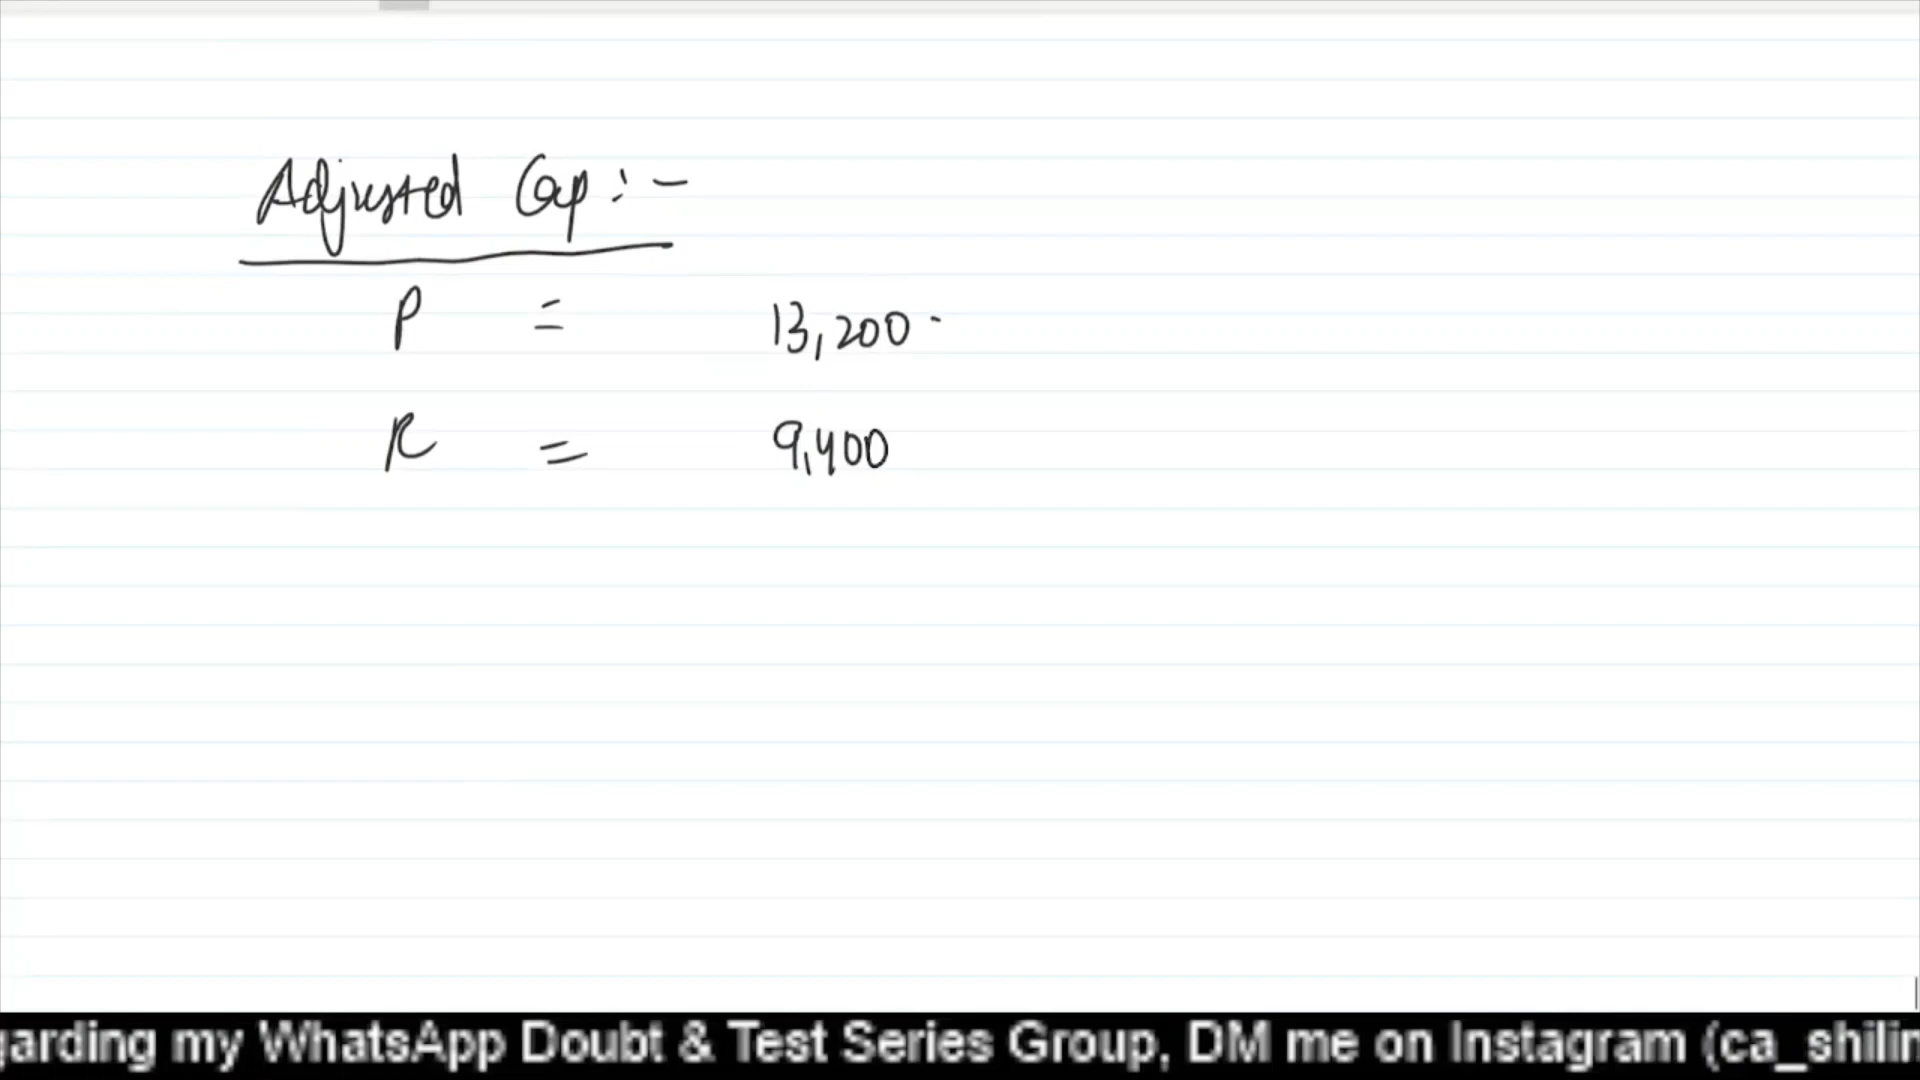 Adjusted Cap :-
P = 13,200
R = 9,400
garding my WhatsApp Doubt & Test Series Group, DM me on Instagram (ca_shilin